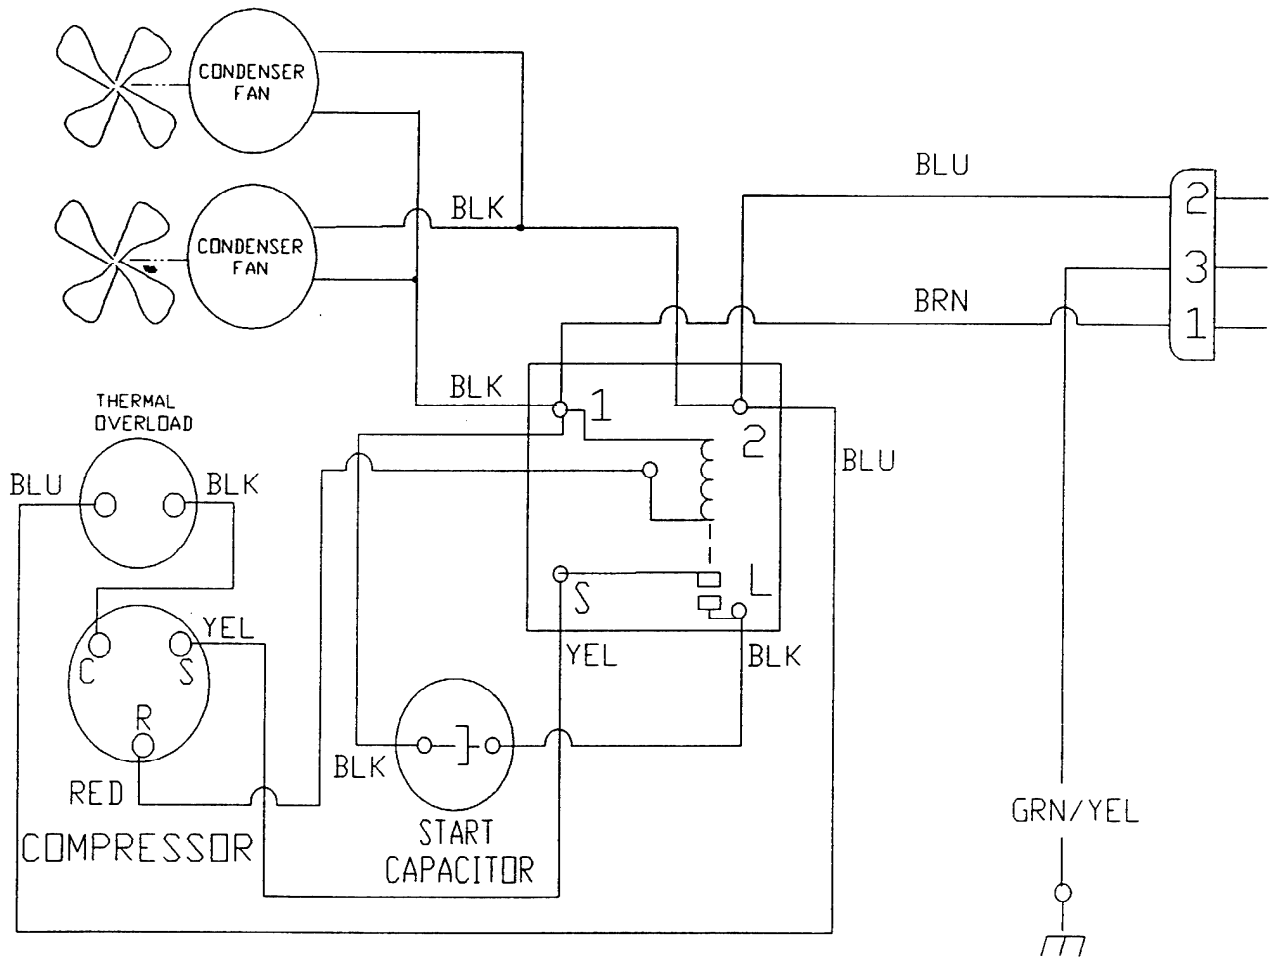 CONDENSER
FAN
BLU
2
BLK
CONDENSER
FAN
3
BRN
1
BLK
1
THERMAL
OVERLOAD
2
BLU
BLK
BLU
L
S
YEL
YEL
BLK
C
S
R
BLK
RED
GRN/YEL
START
CAPACITOR
COMPRESSOR